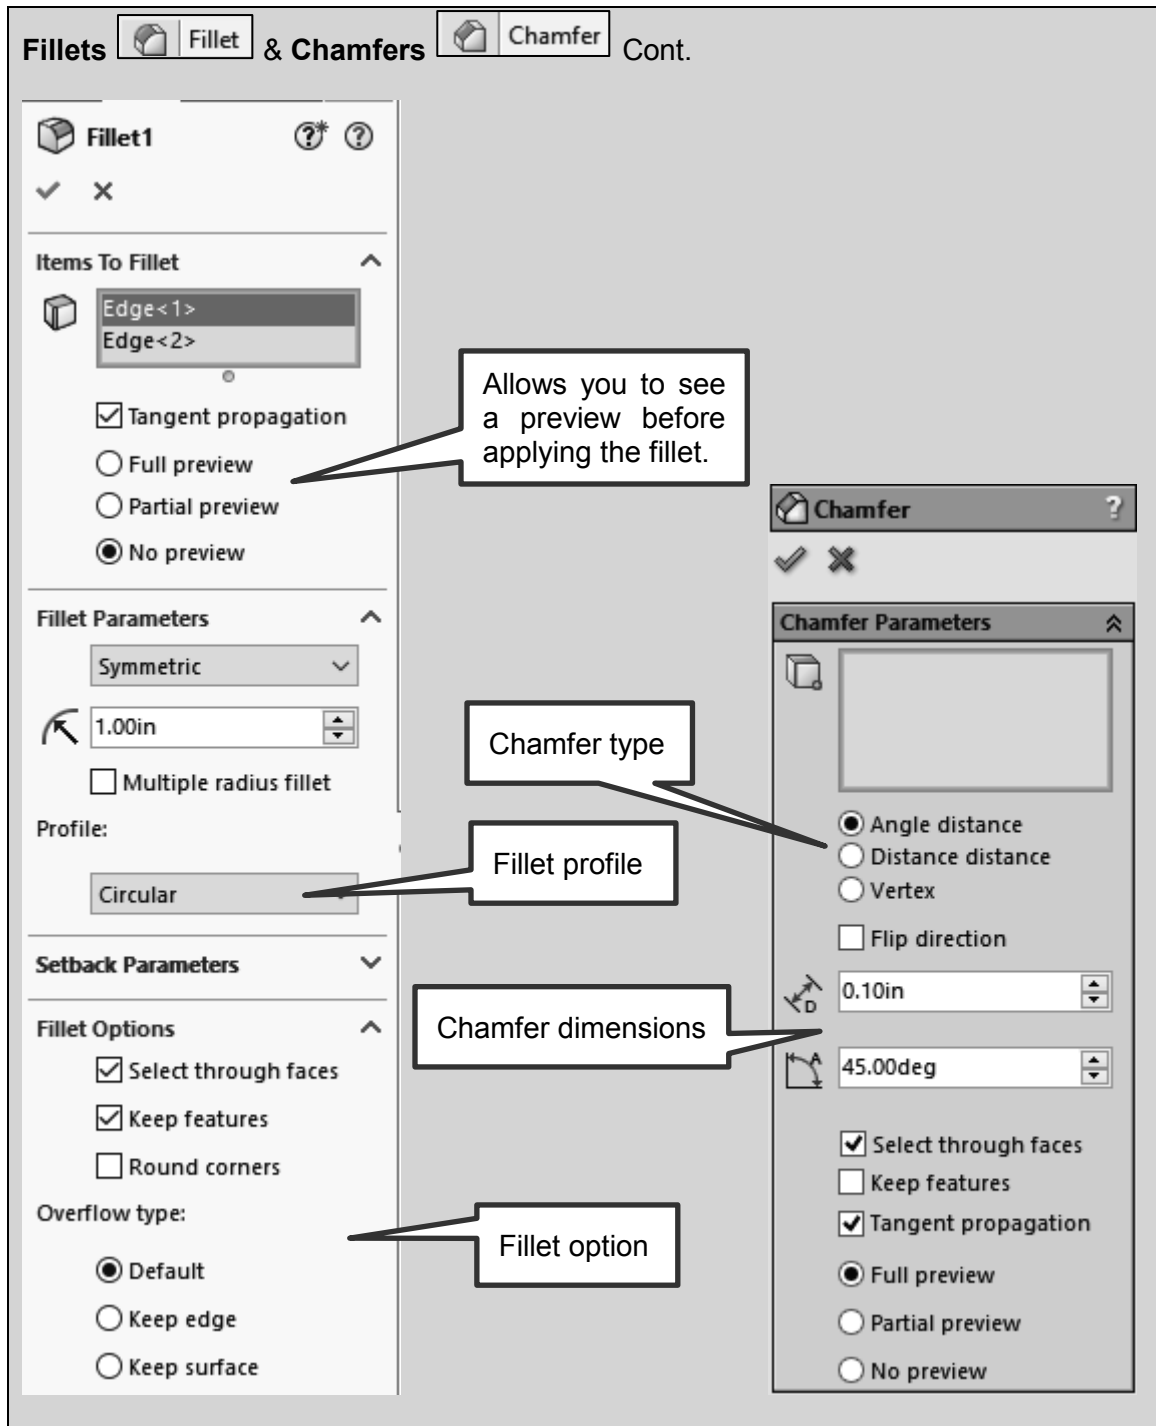 Fillets Fillet & Chamfers Chamfer Cont.
Fillet1
Items To Fillet
Edge<1>
Edge<2>
Tangent propagation
Full preview
Partial preview
No preview
Allows you to see
a preview before
applying the fillet.
Fillet Parameters
Symmetric
1.00in
Multiple radius fillet
Profile:
Circular
Fillet profile
Setback Parameters
Fillet Options
Select through faces
Keep features
Round corners
Overflow type:
Default
Keep edge
Keep surface
Fillet option
Chamfer ?
Chamfer Parameters
Chamfer type
Angle distance
Distance distance
Vertex
Flip direction
Chamfer dimensions
D
0.10in
A
45.00deg
Select through faces
Keep features
Tangent propagation
Full preview
Partial preview
No preview